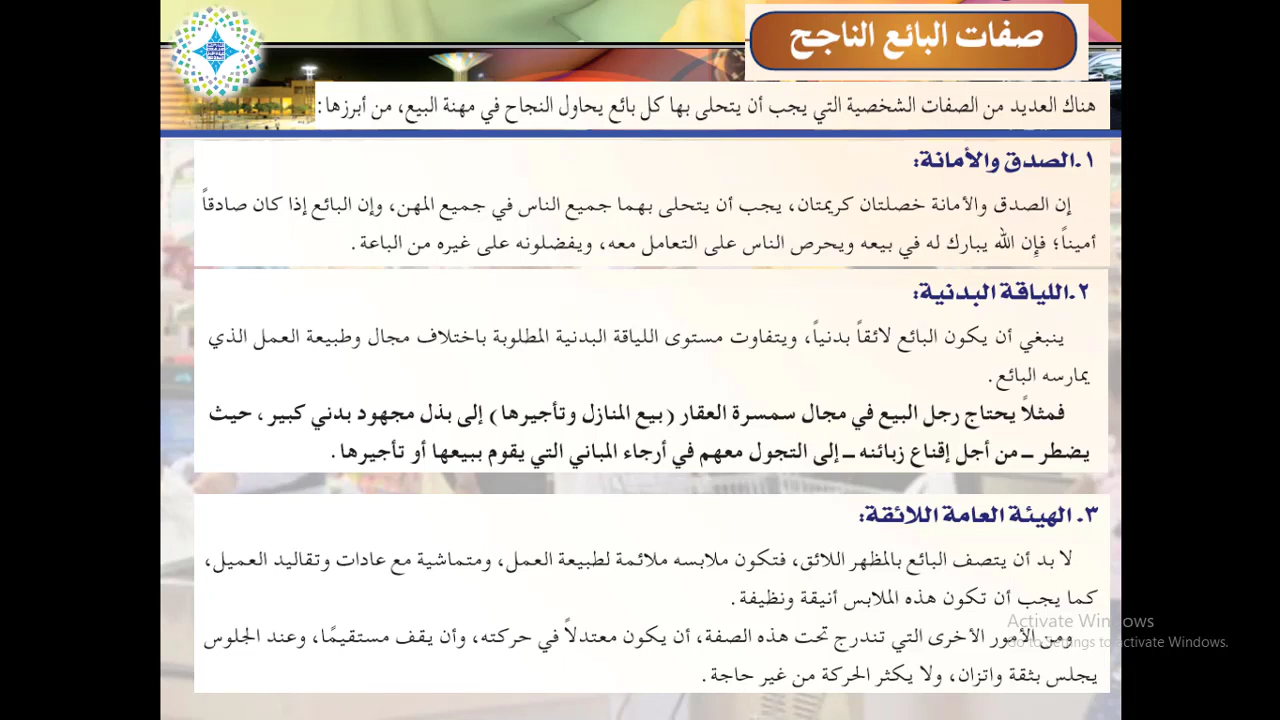 صفات البائع الناجح
هناك العديد من الصفات الشخصية التي يجب أن يتحلى بها كل بائع يحاول النجاح في مهنة البيع، من أبرزها:
١.الصدق والأمانة:
إن الصدق والأمانة خصلتان كريمتان، يجب أن يتحلى بهما جميع الناس في جميع المهن، وإن البائع إذا كان صادقاً
أميناً؛ فإن الله يبارك له في بيعه ويحرص الناس على التعامل معه، ويفضلونه على غيره من الباعة.
٢.اللياقة البدنية:
ينبغي أن يكون البائع لائقاً بدنياً، ويتفاوت مستوى اللياقة البدنية المطلوبة باختلاف مجال وطبيعة العمل الذي
يمارسه البائع.
فمثلاً يحتاج رجل البيع في مجال سمسرة العقار (بيع المنازل وتأجيرها) إلى بذل مجهود بدني كبير، حيث
يضطر ــ من أجل إقناع زبائنه ــ إلى التجول معهم في أرجاء المباني التي يقوم ببيعها أو تأجيرها.
٣. الهيئة العامة اللائقة:
لا بد أن يتصف البائع بالمظهر اللائق، فتكون ملابسه ملائمة لطبيعة العمل، ومتماشية مع عادات وتقاليد العميل،
كما يجب أن تكون هذه الملابس أنيقة ونظيفة.
ومن الأمور الأخرى التي تندرج تحت هذه الصفة، أن يكون معتدلاً في حركته، وأن يقف مستقيمًا، وعند الجلوس
يجلس بثقة واتزان، ولا يكثر الحركة من غير حاجة.
Activate Windows
Go to Settings to activate Windows.